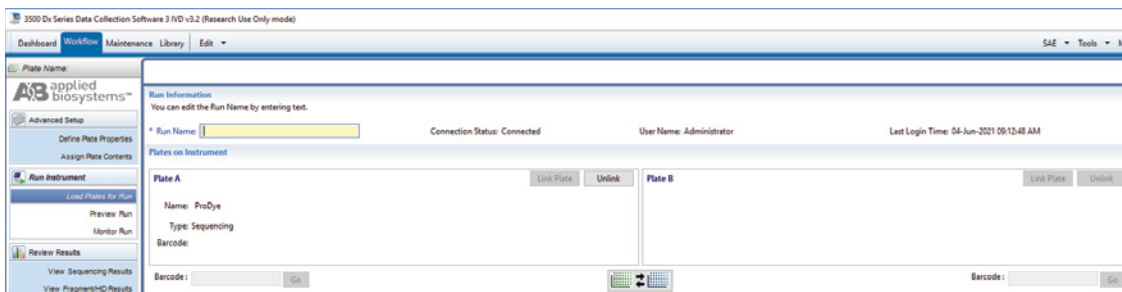 3500 Dx Series Data Collection Software 3 IVD v3.2 (Research Use Only mode)
Dashboard Workflow Maintenance Library Edit SAE Tools
Plate Name:
AB applied biosystems™
Run Information
You can edit the Run Name by entering text.
Advanced Setup
Define Plate Properties
Assign Plate Contents
* Run Name: Connection Status: Connected User Name: Administrator Last Login Time: 04-Jun-2021 09:12:48 AM
Plates on Instrument
Run Instrument
Load Plates for Run
Preview Run
Monitor Run
Plate A Link Plate Unlink
Name: ProDye
Type: Sequencing
Barcode:
Barcode: Go
Plate B Link Plate Unlink
Barcode: Go
Review Results
View Sequencing Results
View Fragment/HID Results